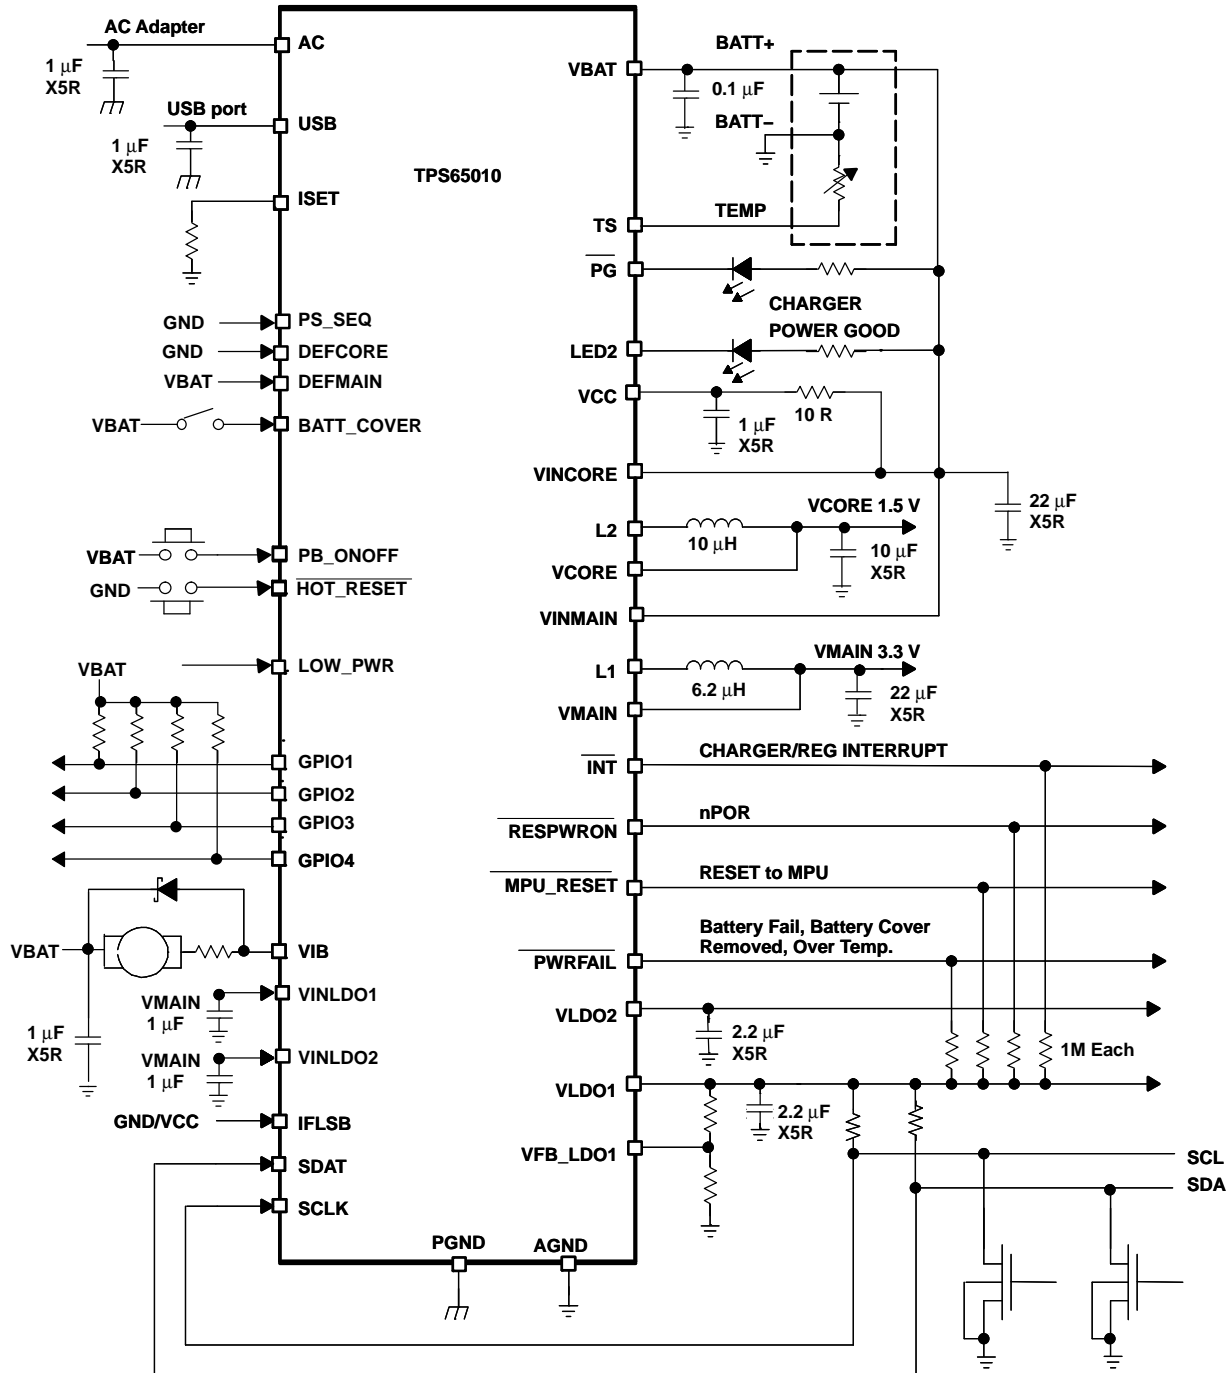 AC Adapter
AC
1 μF
X5R
USB port
USB
1 μF
X5R
ISET
TPS65010
GND
PS_SEQ
GND
DEFCORE
VBAT
DEFMAIN
VBAT
BATT_COVER
VBAT
PB_ONOFF
GND
HOT_RESET
VBAT
LOW_PWR
GPIO1
GPIO2
GPIO3
GPIO4
VBAT
VIB
1 μF
X5R
VMAIN
1 μF
VINLDO1
VMAIN
1 μF
VINLDO2
GND/VCC
IFLSB
SDAT
SCLK
PGND
AGND
VBAT
BATT+
0.1 μF
BATT–
TS
TEMP
PG
CHARGER
POWER GOOD
LED2
VCC
1 μF
X5R
10 R
VINCORE
22 μF
X5R
L2
10 μH
VCORE 1.5 V
10 μF
X5R
VCORE
VINMAIN
L1
6.2 μH
VMAIN 3.3 V
22 μF
X5R
VMAIN
INT
CHARGER/REG INTERRUPT
RESPWRON
nPOR
MPU_RESET
RESET to MPU
Battery Fail, Battery Cover
Removed, Over Temp.
PWRFAIL
VLDO2
2.2 μF
X5R
1M Each
VLDO1
2.2 μF
X5R
VFB_LDO1
SCL
SDA